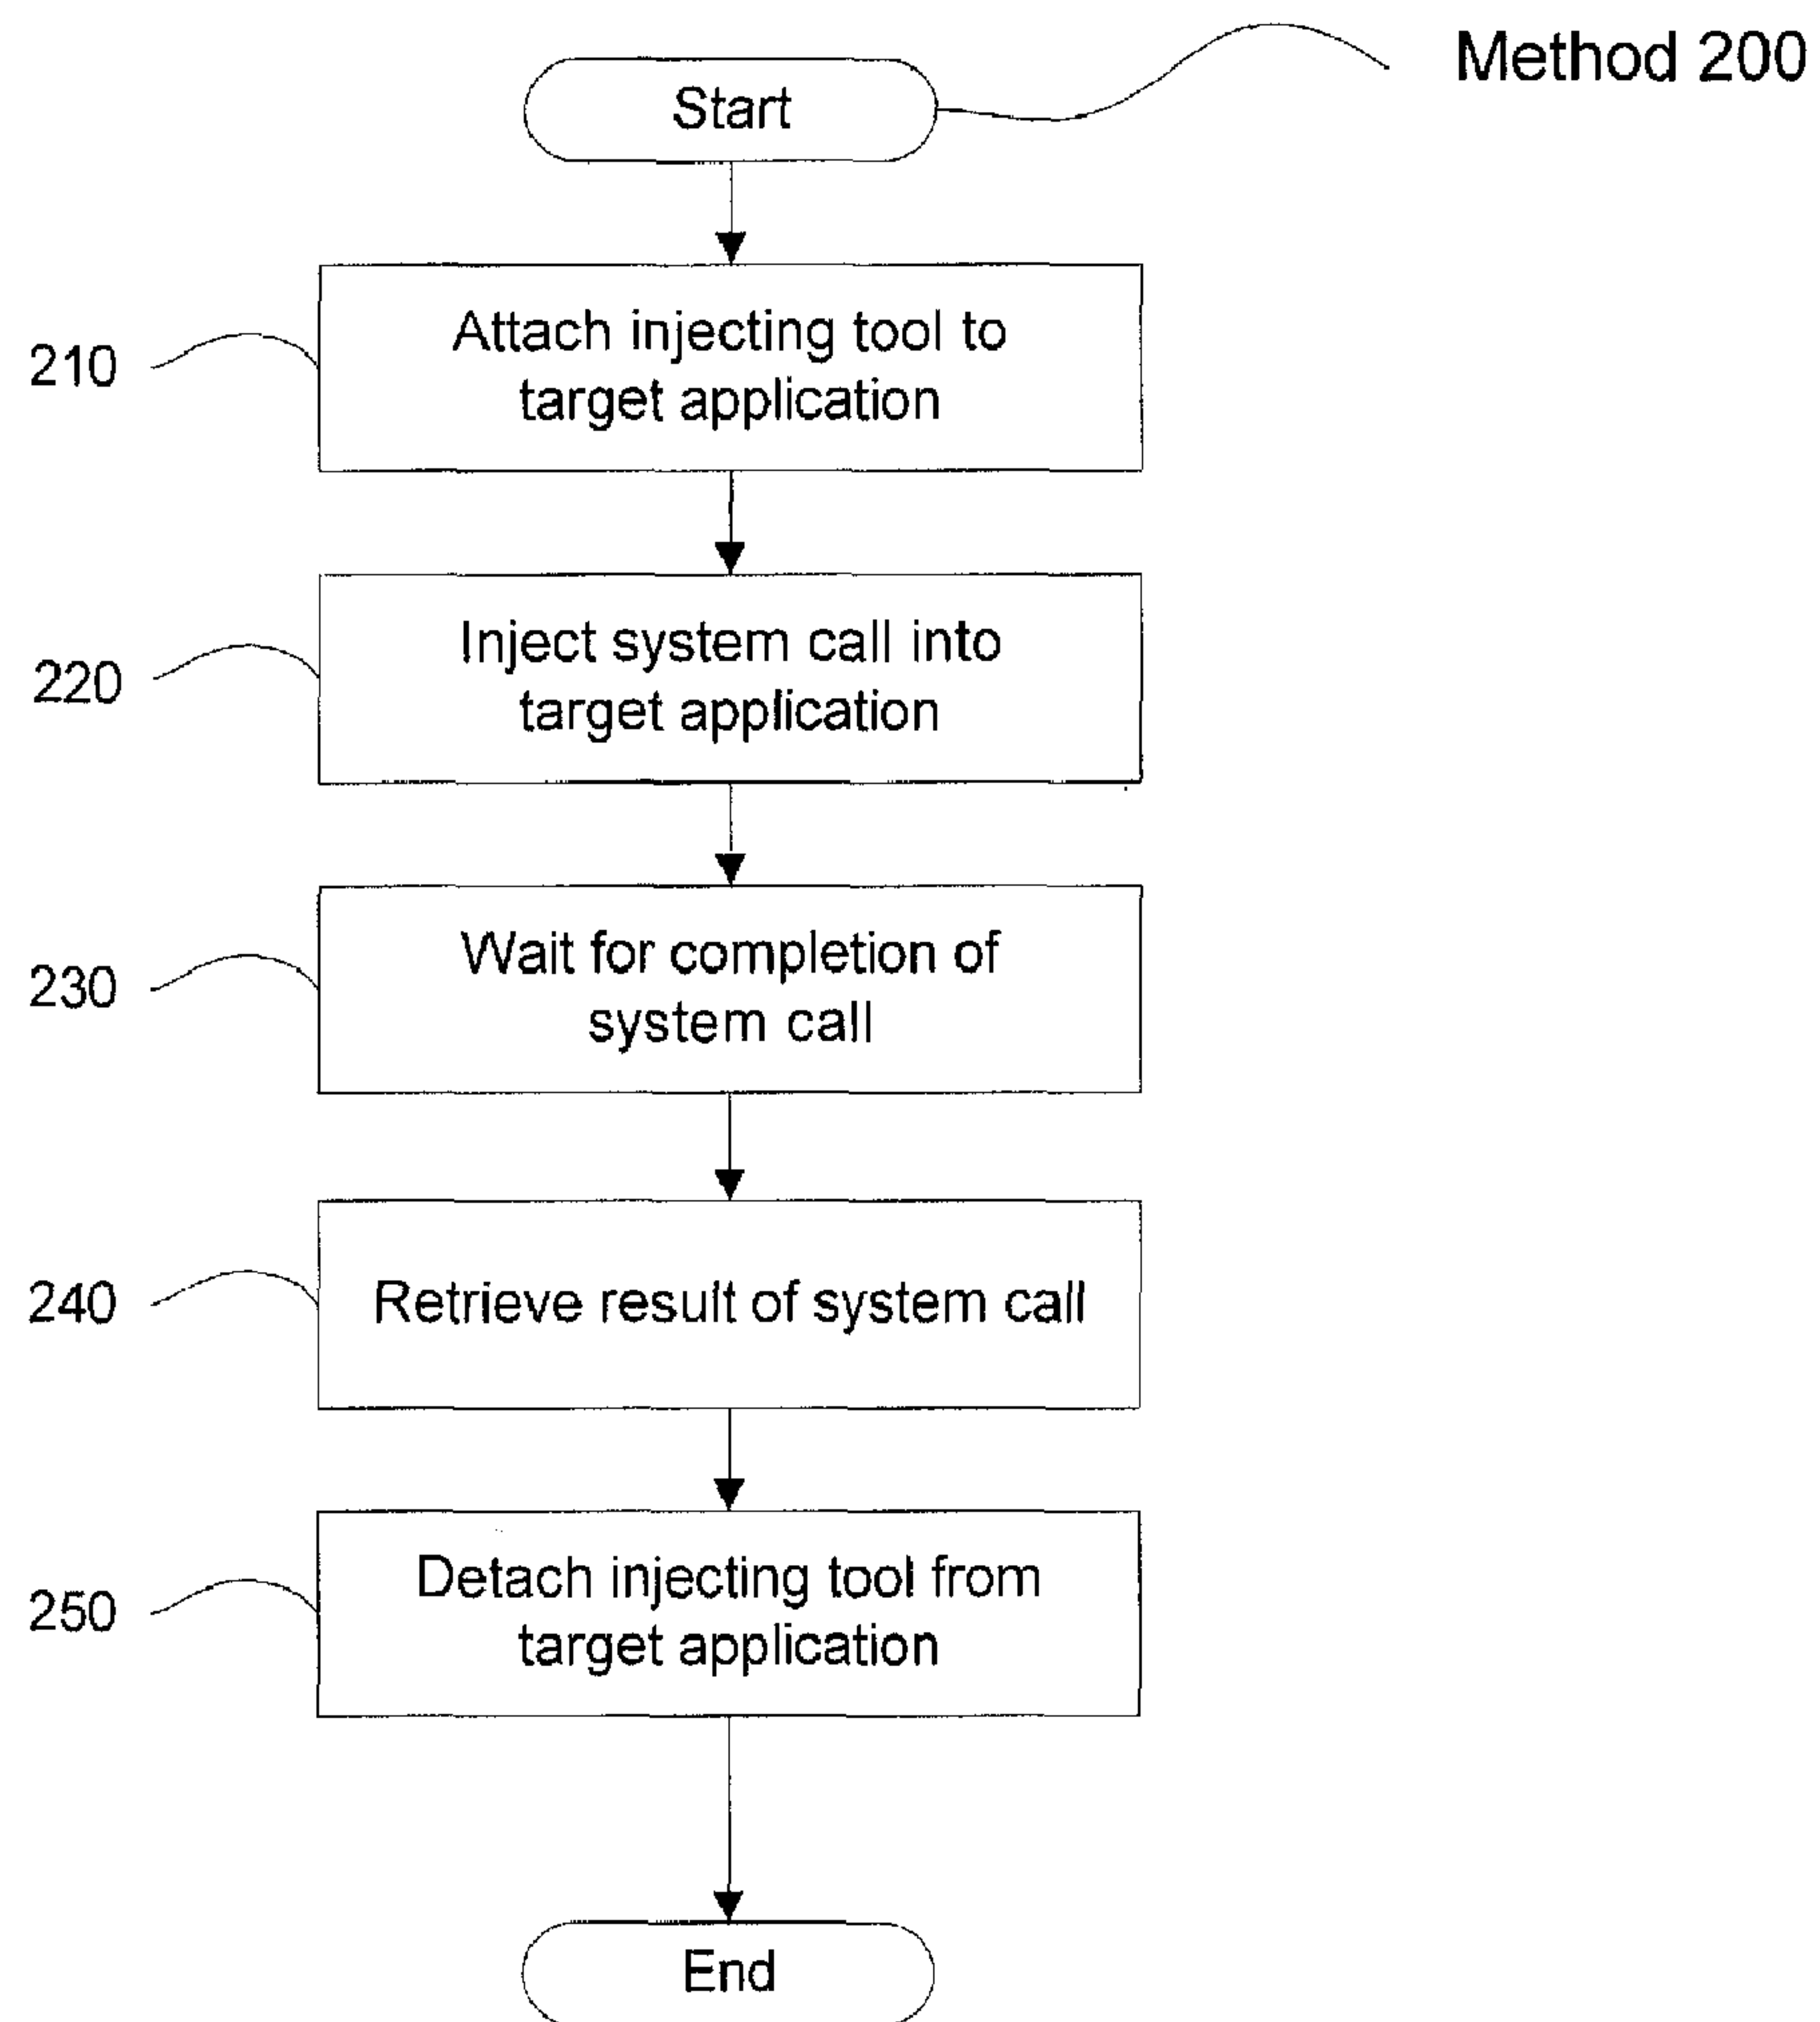 Method 200
Start
210
Attach injecting tool to
target application
220
Inject system call into
target application
230
Wait for completion of
system call
240
Retrieve result of system call
250
Detach injecting tool from
target application
End